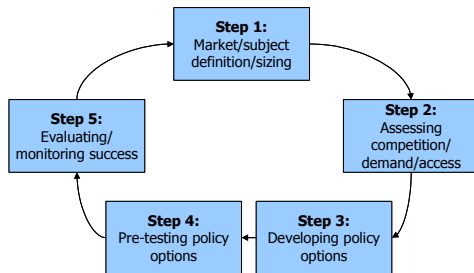 Step 1:
Market/subject
definition/sizing
Step 2:
Assessing
competition/
demand/access
Step 3:
Developing policy
options
Step 4:
Pre-testing policy
options
Step 5:
Evaluating/
monitoring success